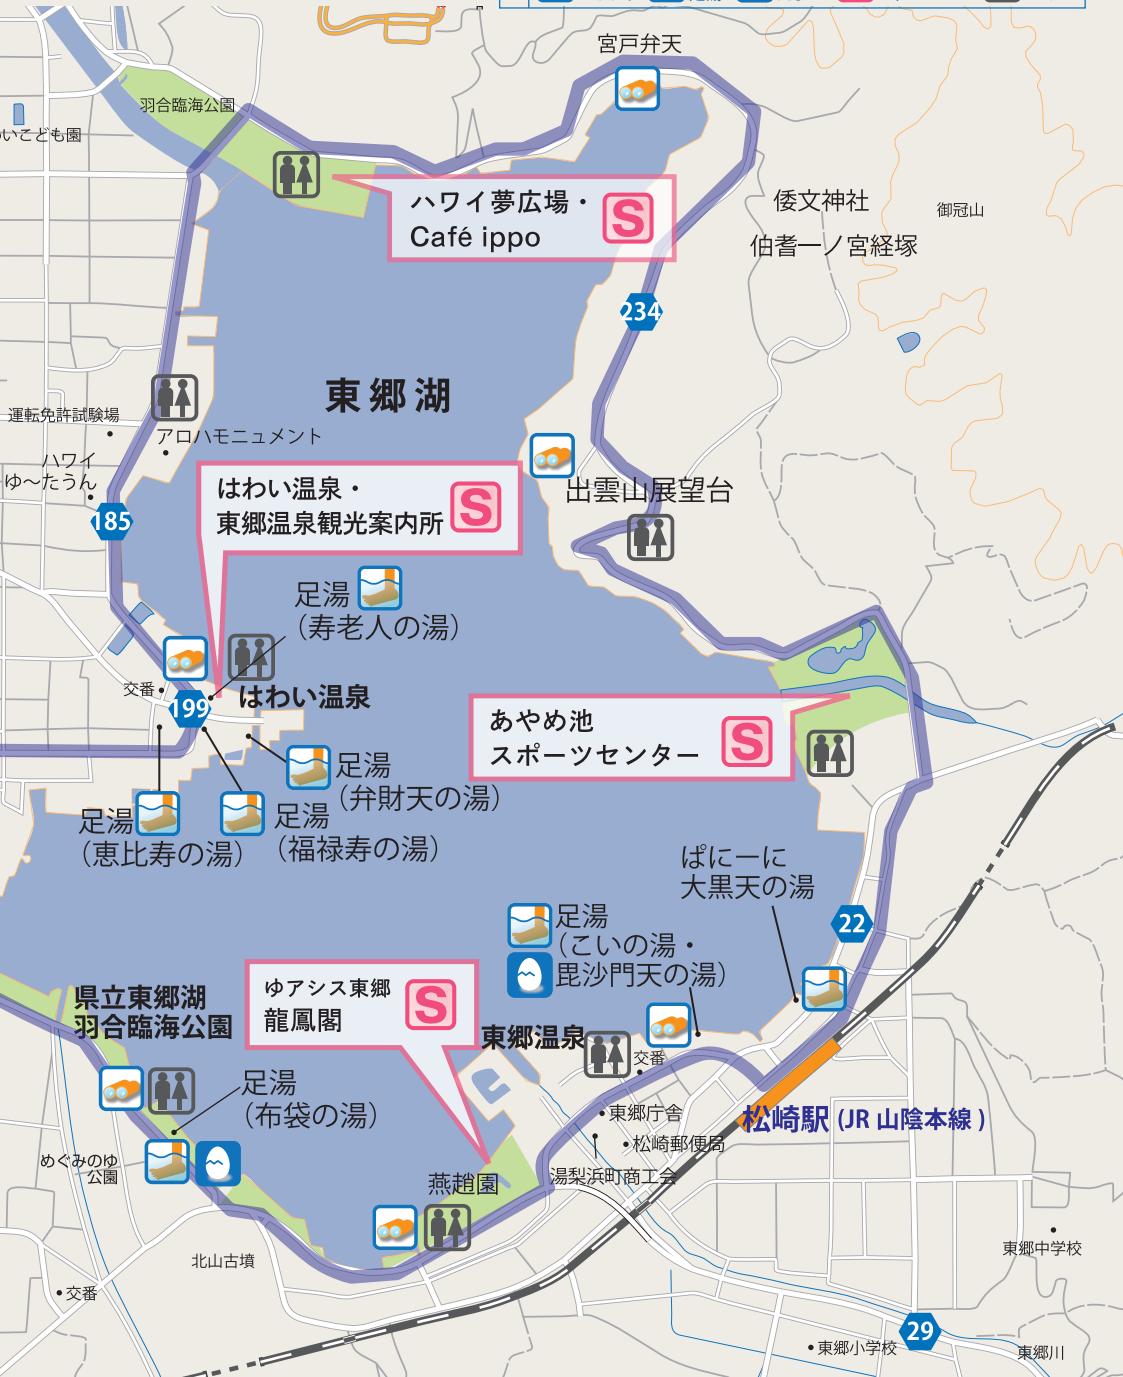 宮戸弁天
羽合臨海公園
いこども園
ハワイ夢広場・
Café ippo
S
倭文神社
伯耆一ノ宮経塚
御冠山
234
東郷湖
運転免許試験場
アロハモニュメント
ハワイ
ゆ〜たうん
185
はわい温泉・
東郷温泉観光案内所
S
出雲山展望台
足湯
(寿老人の湯)
交番
199
はわい温泉
あやめ池
スポーツセンター
S
足湯
(弁財天の湯)
足湯
(恵比寿の湯)
足湯
(福禄寿の湯)
ぱにーに
大黒天の湯
22
足湯
(こいの湯・
毘沙門天の湯)
県立東郷湖
羽合臨海公園
ゆアシス東郷
龍鳳閣
S
東郷温泉
交番
足湯
(布袋の湯)
東郷庁舎
松崎駅(JR 山陰本線)
松崎郵便局
めぐみのゆ
公園
湯梨浜町商工会
燕趙園
北山古墳
東郷中学校
交番
29
東郷小学校
東郷川